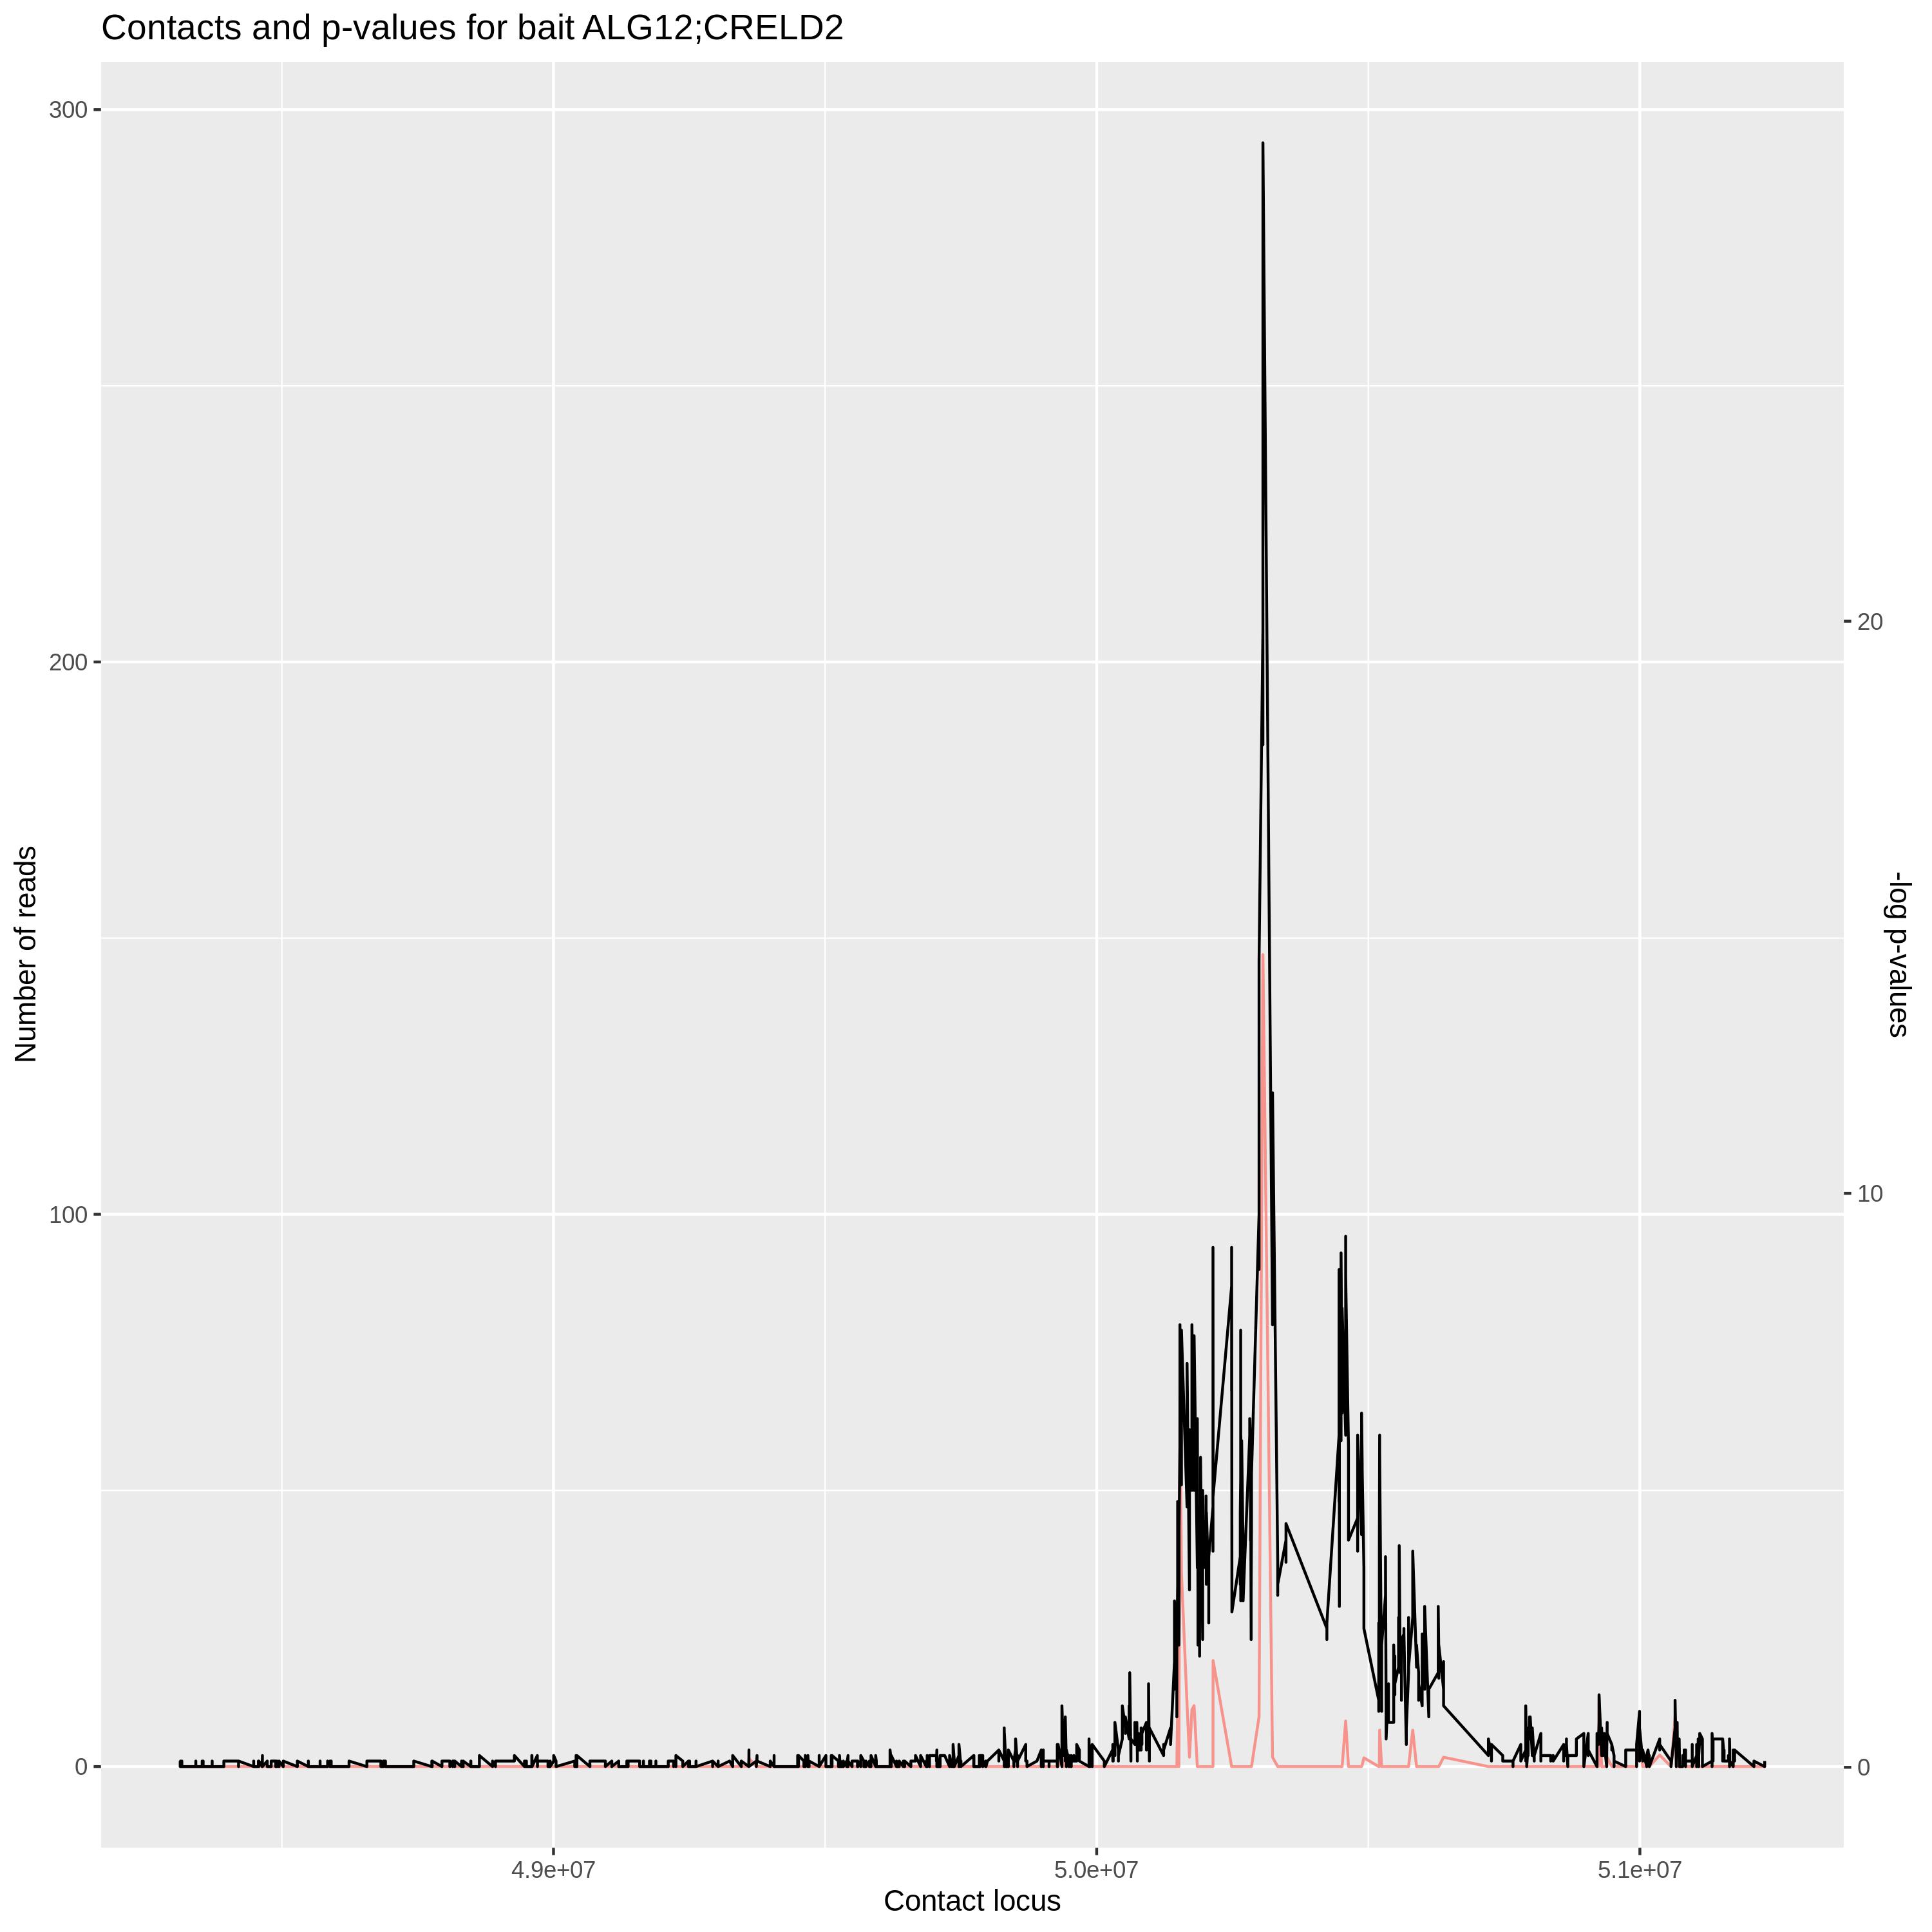 Contacts and p-values for bait ALG12;CRELD2
300
200
100
0
Number of reads
20
10
0
-log p-values
4.9e+07
5.0e+07
5.1e+07
Contact locus